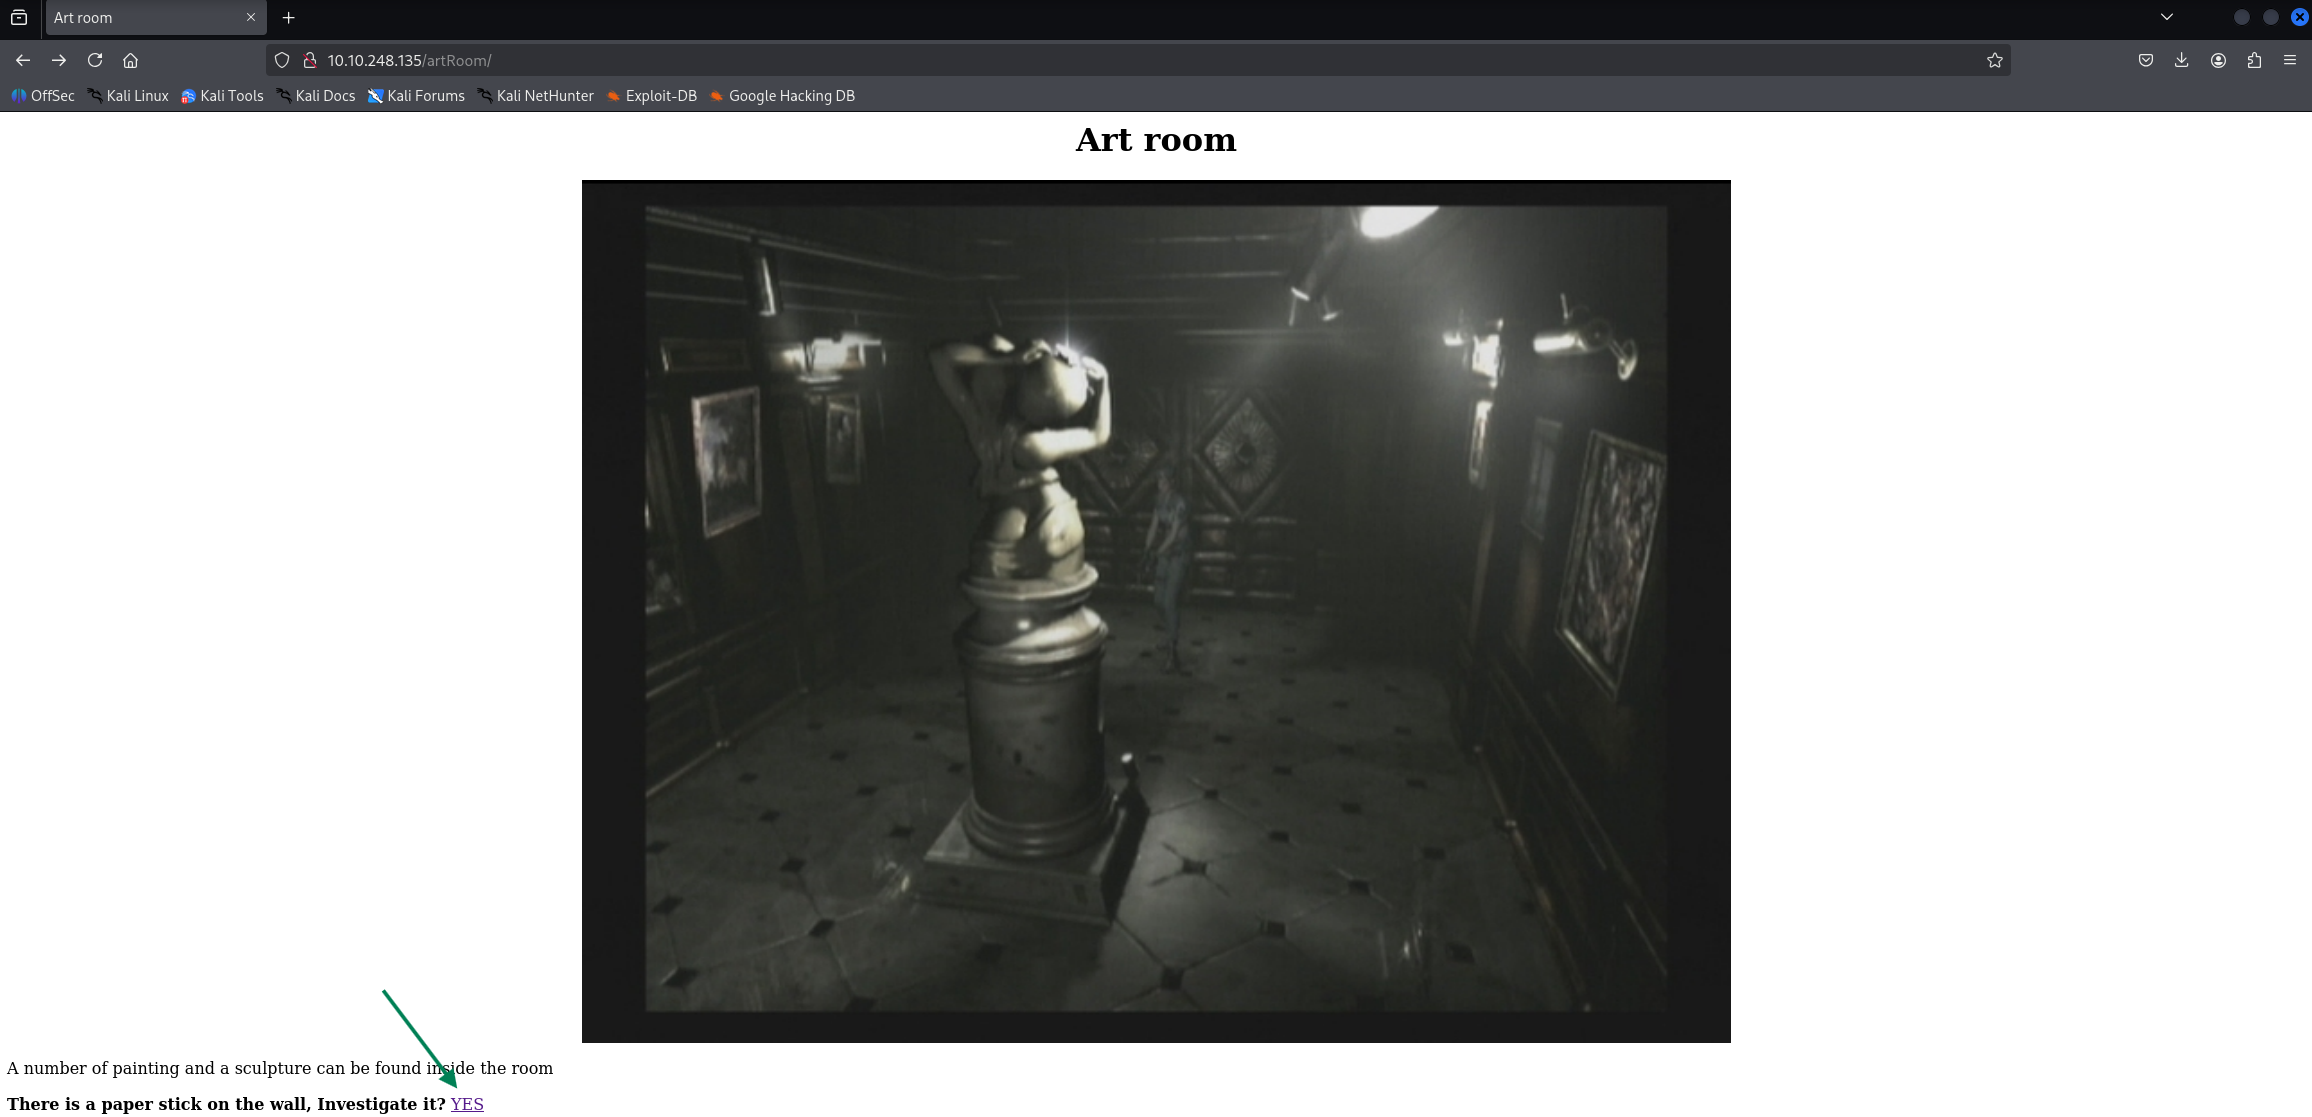 Art room
10.10.248.135/artRoom/
OffSec Kali Linux Kali Tools Kali Docs Kali Forums Kali NetHunter Exploit-DB Google Hacking DB
Art room
A number of painting and a sculpture can be found inside the room
There is a paper stick on the wall, Investigate it? YES